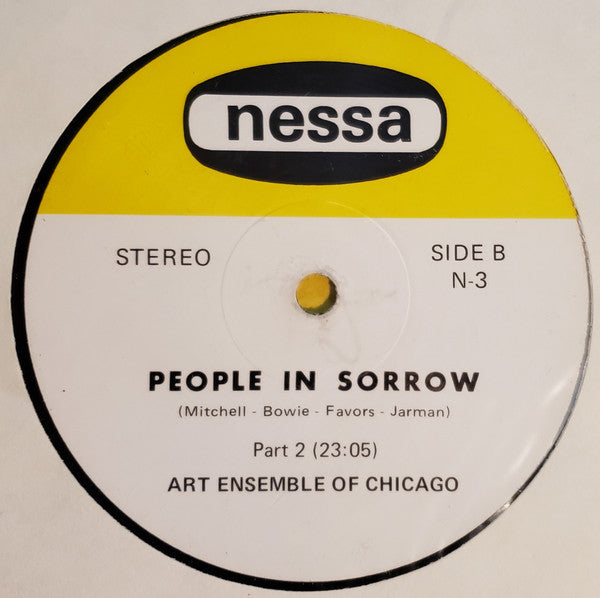 nessa
STEREO
SIDE B
N-3
PEOPLE IN SORROW
(Mitchell - Bowie - Favors - Jarman)
Part 2 (23:05)
ART ENSEMBLE OF CHICAGO